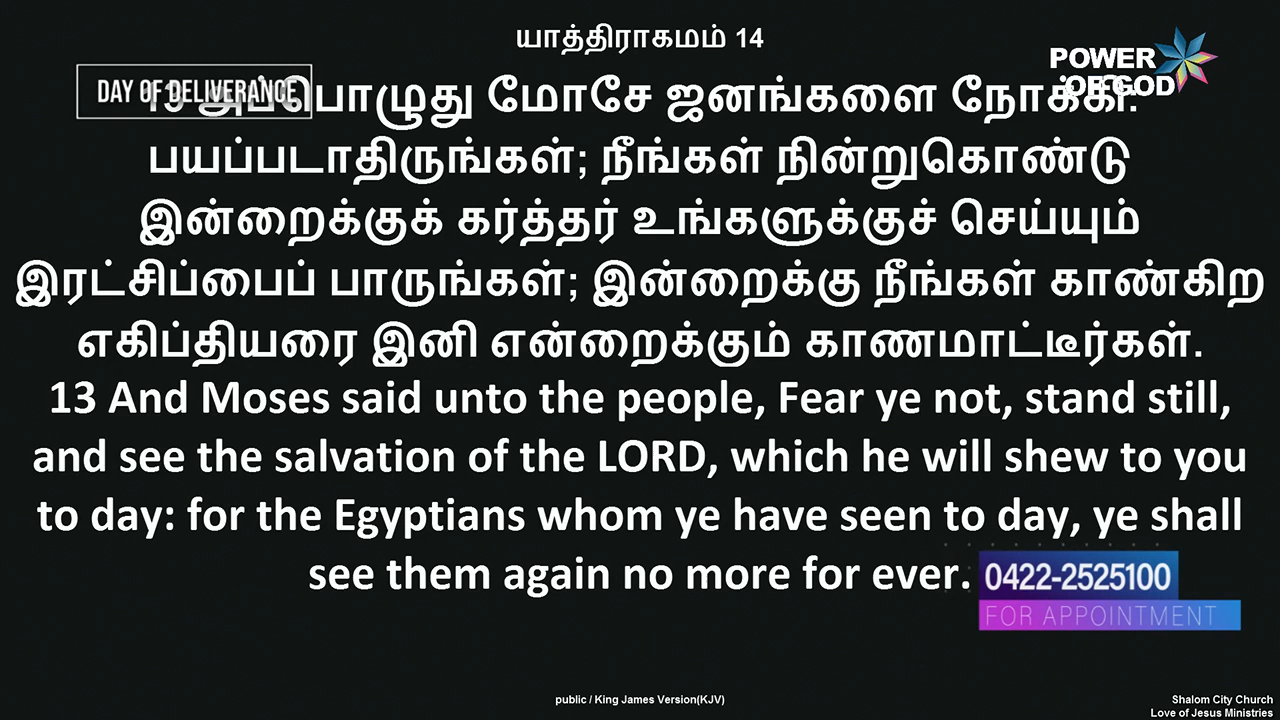 யாத்திராகமம் 14
POWER
OF GOD
DAY OF DELIVERANCE
13 அப்பொழுது மோசே ஜனங்களை நோக்கி:
பயப்படாதிருங்கள்; நீங்கள் நின்றுகொண்டு
இன்றைக்குக் கர்த்தர் உங்களுக்குச் செய்யும்
இரட்சிப்பைப் பாருங்கள்; இன்றைக்கு நீங்கள் காண்கிற
எகிப்தியரை இனி என்றைக்கும் காணமாட்டீர்கள்.
13 And Moses said unto the people, Fear ye not, stand still,
and see the salvation of the LORD, which he will shew to you
to day: for the Egyptians whom ye have seen to day, ye shall
see them again no more for ever.
0422-2525100
FOR APPOINTMENT
public / King James Version(KJV)
Shalom City Church
Love of Jesus Ministries